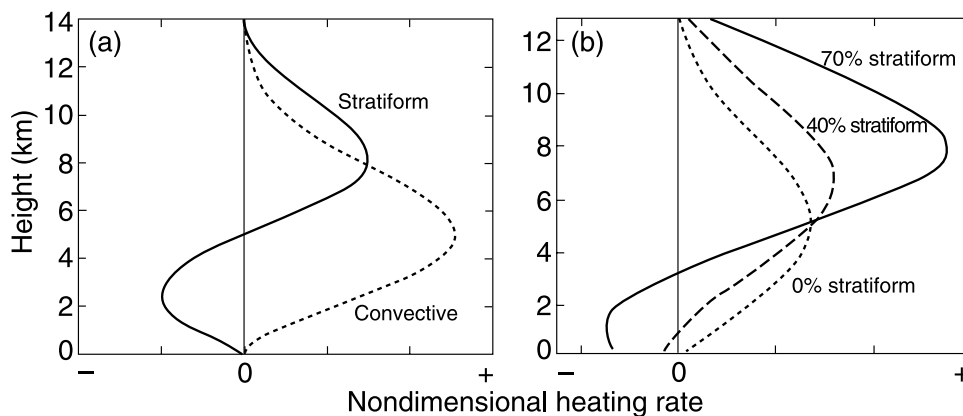 (a)
14
12
10
8
6
4
2
0
Height (km)
Stratiform
Convective
−
0
+
(b)
12
10
8
6
4
2
0
70% stratiform
40% stratiform
0% stratiform
−
0
+
Nondimensional heating rate